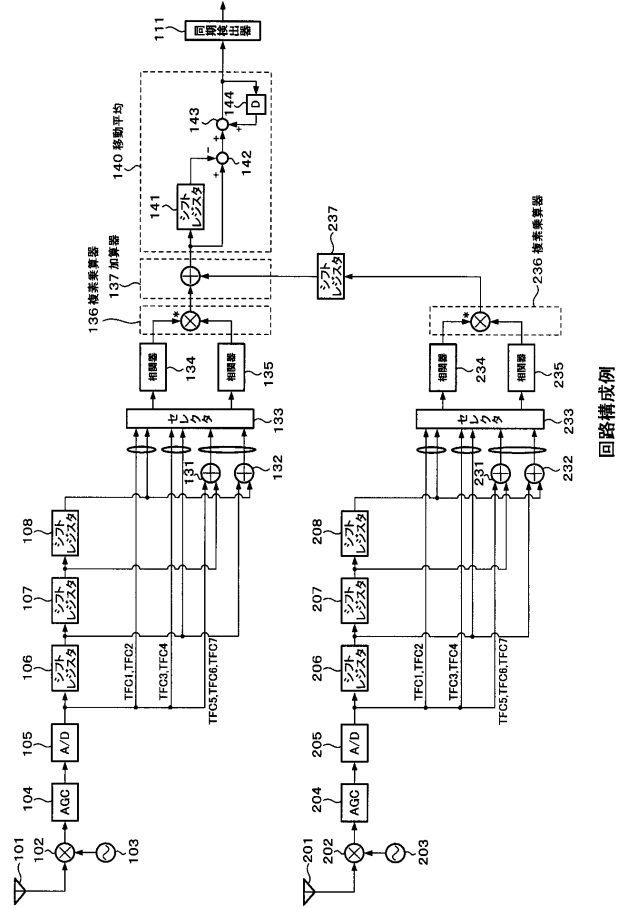 101
102
103
104
AGC
105
A/D
106
シフト
レジスタ
107
シフト
レジスタ
108
シフト
レジスタ
TFC1,TFC2
TFC3,TFC4
TFC5,TFC6,TFC7
131
132
セレクタ
133
相関器
134
相関器
135
136 複素乗算器
*
137 加算器
140 移動平均
141
シフト
レジスタ
+
-
142
+
+
143
144
D
同期検出器
111
201
202
203
204
AGC
205
A/D
206
シフト
レジスタ
207
シフト
レジスタ
208
シフト
レジスタ
TFC1,TFC2
TFC3,TFC4
TFC5,TFC6,TFC7
231
232
セレクタ
233
相関器
234
相関器
235
*
236 複素乗算器
シフト
レジスタ
237
回路構成例